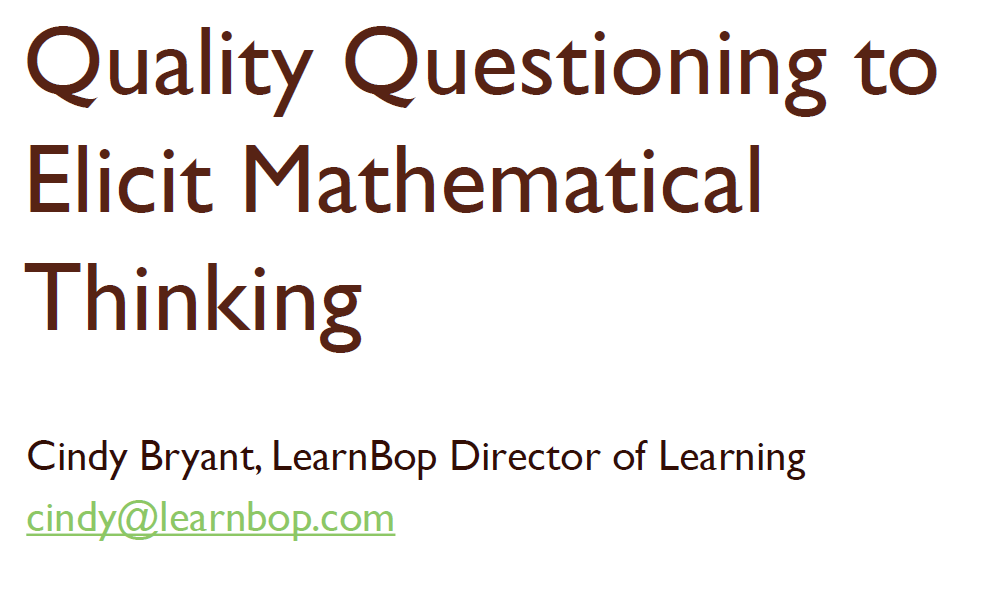 Quality Questioning to
Elicit Mathematical
Thinking
Cindy Bryant, LearnBop Director of Learning
cindy@learnbop.com